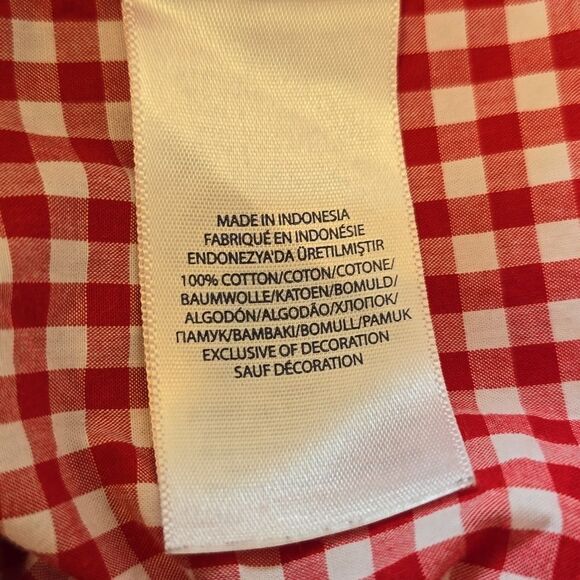 MADE IN INDONESIA
FABRIQUÉ EN INDONÉSIE
ENDONEZYA'DA ÜRETILMIŞTIR
100% COTTON/COTON/COTONE/
BAUMWOLLE/KATOEN/BOMULD/
ALGODÓN/ALGODÃO/ХЛОПОК/
ПАМУК/BAMBAKI/BOMULL/PAMUK
EXCLUSIVE OF DECORATION
SAUF DÉCORATION